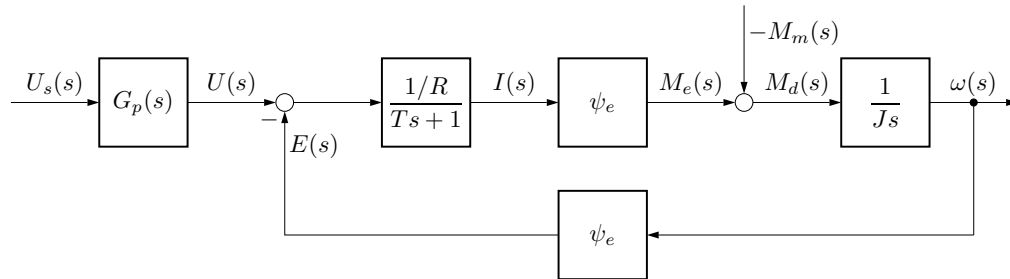 U_s(s)
G_p(s)
U(s)
−
E(s)
1/R
Ts + 1
I(s)
ψ_e
M_e(s)
−M_m(s)
M_d(s)
1
Js
ω(s)
ψ_e